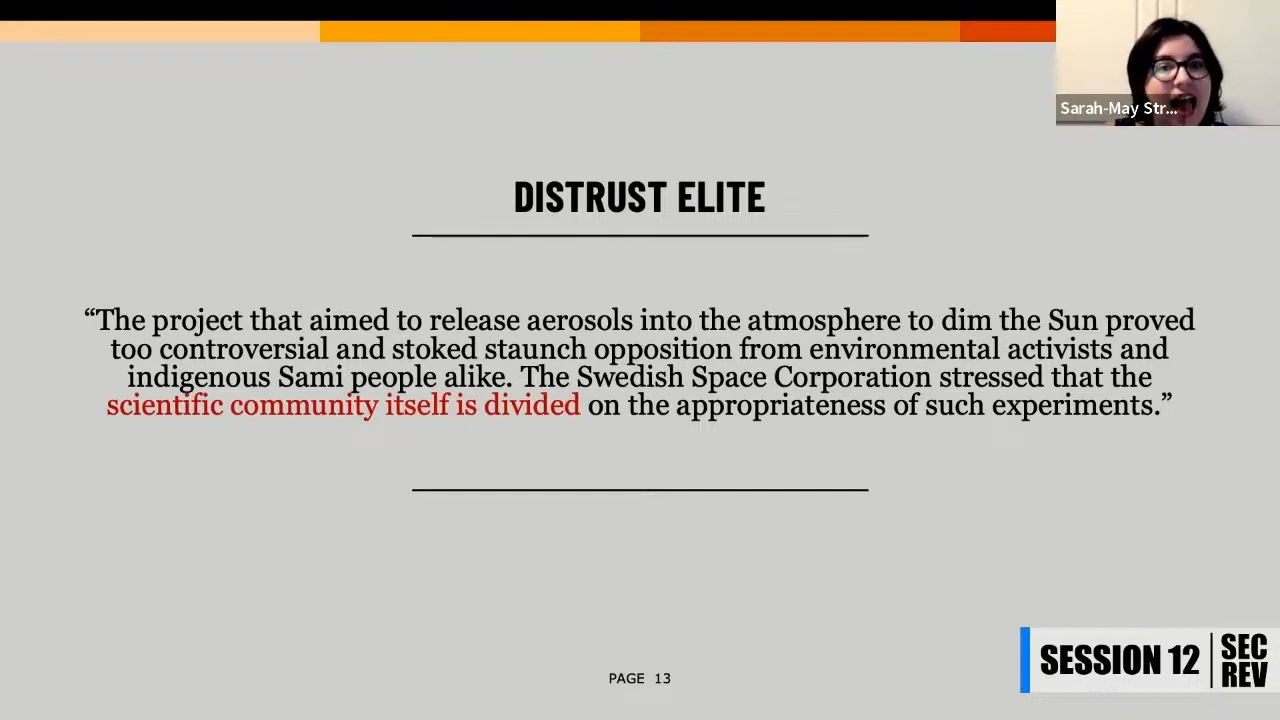 Sarah-May Str...
DISTRUST ELITE
“The project that aimed to release aerosols into the atmosphere to dim the Sun proved
too controversial and stoked staunch opposition from environmental activists and
indigenous Sami people alike. The Swedish Space Corporation stressed that the
scientific community itself is divided on the appropriateness of such experiments.”
PAGE 13
SESSION 12
SEC
REV